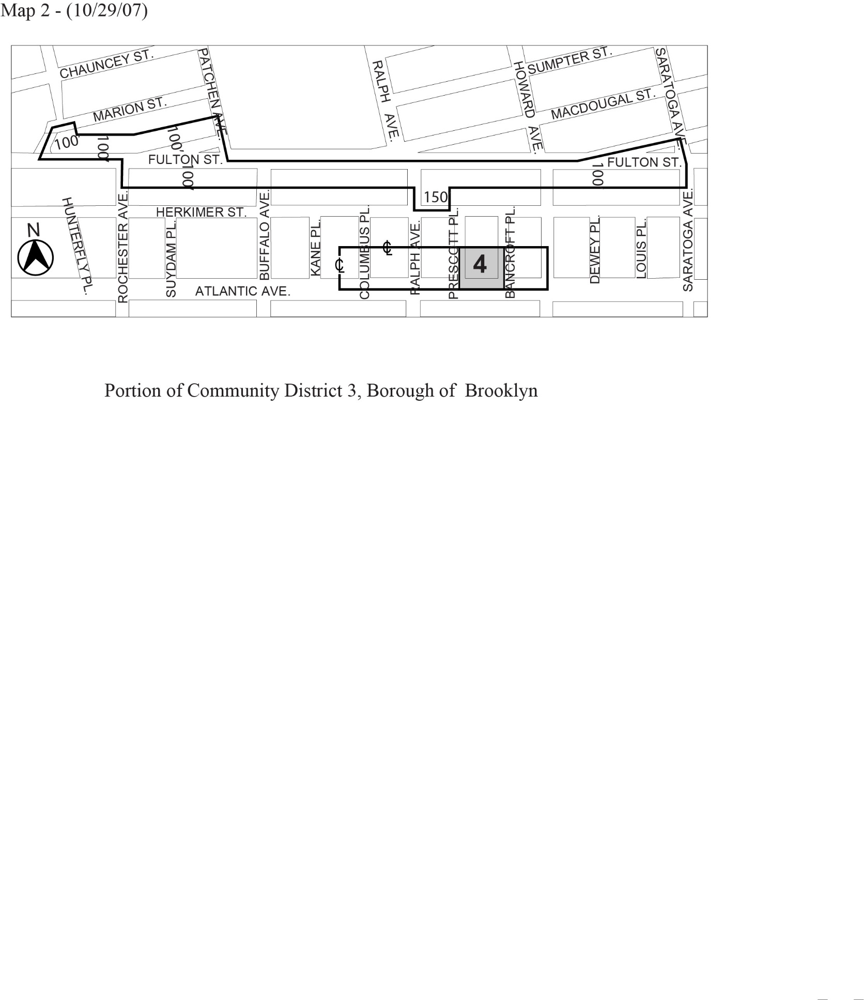 Map 2 - (10/29/07)
CHAUNCEY ST.
PATCHEN AVE.
RALPH AVE.
HOWARD AVE.
SUMPTER ST.
SARATOGA AVE.
MARION ST.
MACDOUGAL ST.
100'
100'
100'
FULTON ST.
FULTON ST.
100'
100'
150'
HUNTERFLY PL.
ROCHESTER AVE.
HERKIMER ST.
SUYDAM PL.
BUFFALO AVE.
KANE PL.
COLUMBUS PL.
RALPH AVE.
PRESCOTT PL.
BANCROFT PL.
DEWEY PL.
LOUIS PL.
SARATOGA AVE.
N
℄
℄
4
ATLANTIC AVE.
Portion of Community District 3, Borough of Brooklyn